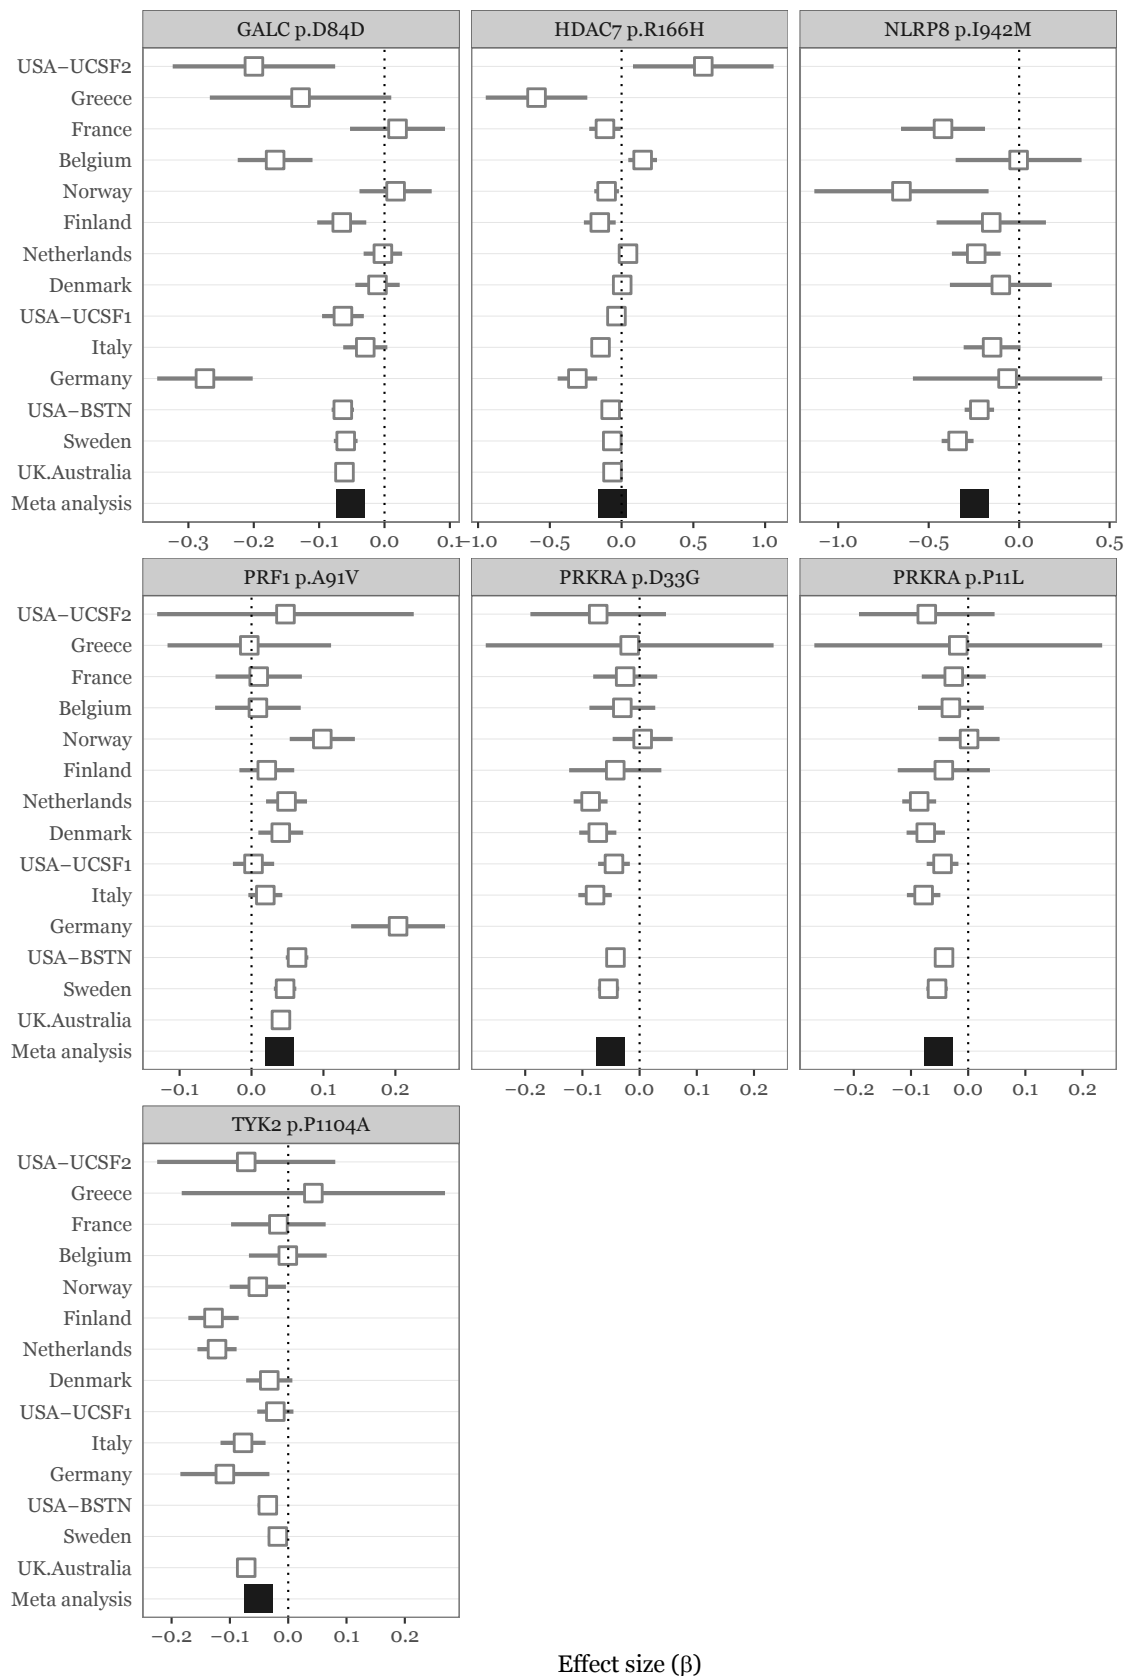 GALC p.D84D
HDAC7 p.R166H
NLRP8 p.I942M
USA−UCSF2
Greece
France
Belgium
Norway
Finland
Netherlands
Denmark
USA−UCSF1
Italy
Germany
USA−BSTN
Sweden
UK.Australia
Meta analysis
−0.3 −0.2 −0.1 0.0 0.1
−1.0 −0.5 0.0 0.5 1.0
−1.0 −0.5 0.0 0.5
PRF1 p.A91V
PRKRA p.D33G
PRKRA p.P11L
USA−UCSF2
Greece
France
Belgium
Norway
Finland
Netherlands
Denmark
USA−UCSF1
Italy
Germany
USA−BSTN
Sweden
UK.Australia
Meta analysis
−0.1 0.0 0.1 0.2
−0.2 −0.1 0.0 0.1 0.2
−0.2 −0.1 0.0 0.1 0.2
TYK2 p.P1104A
USA−UCSF2
Greece
France
Belgium
Norway
Finland
Netherlands
Denmark
USA−UCSF1
Italy
Germany
USA−BSTN
Sweden
UK.Australia
Meta analysis
−0.2 −0.1 0.0 0.1 0.2
Effect size (β)